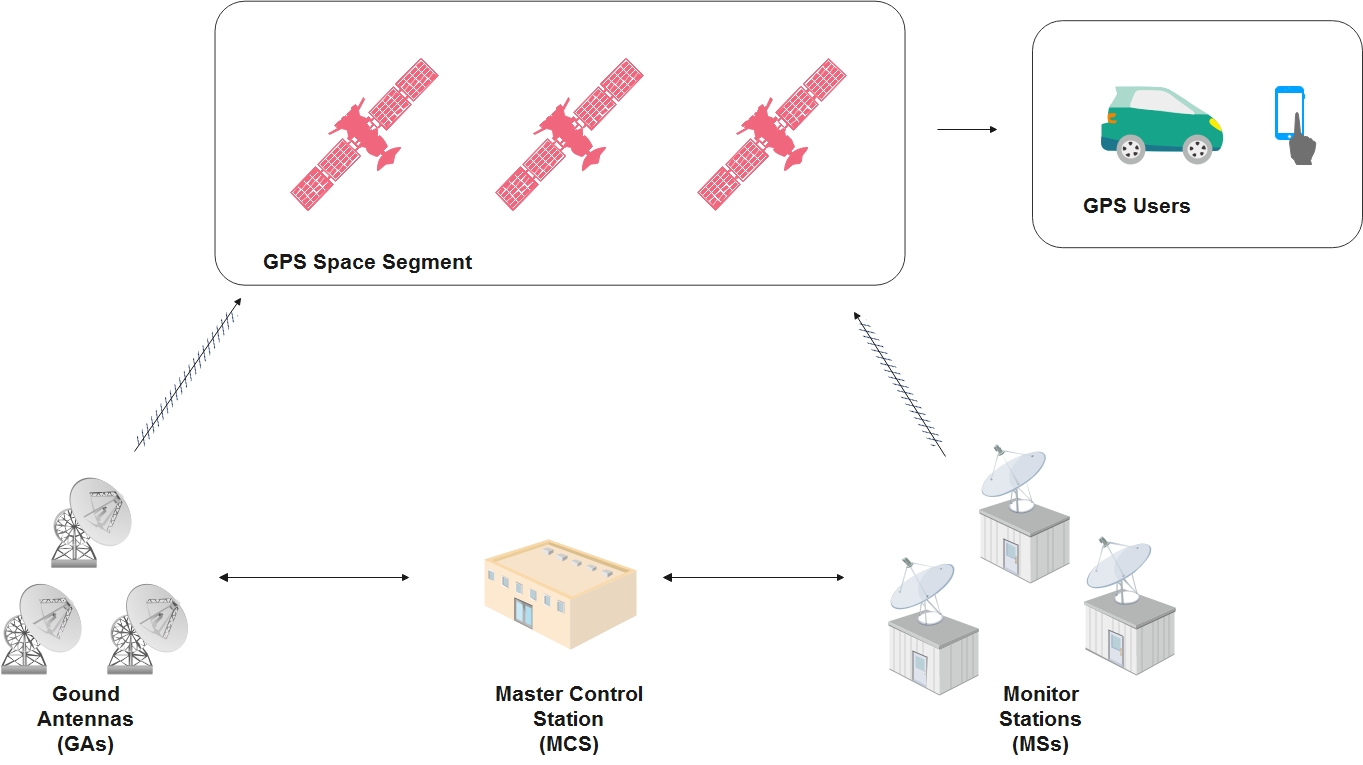 GPS Space Segment
GPS Users
Gound
Antennas
(GAs)
Master Control
Station
(MCS)
Monitor
Stations
(MSs)